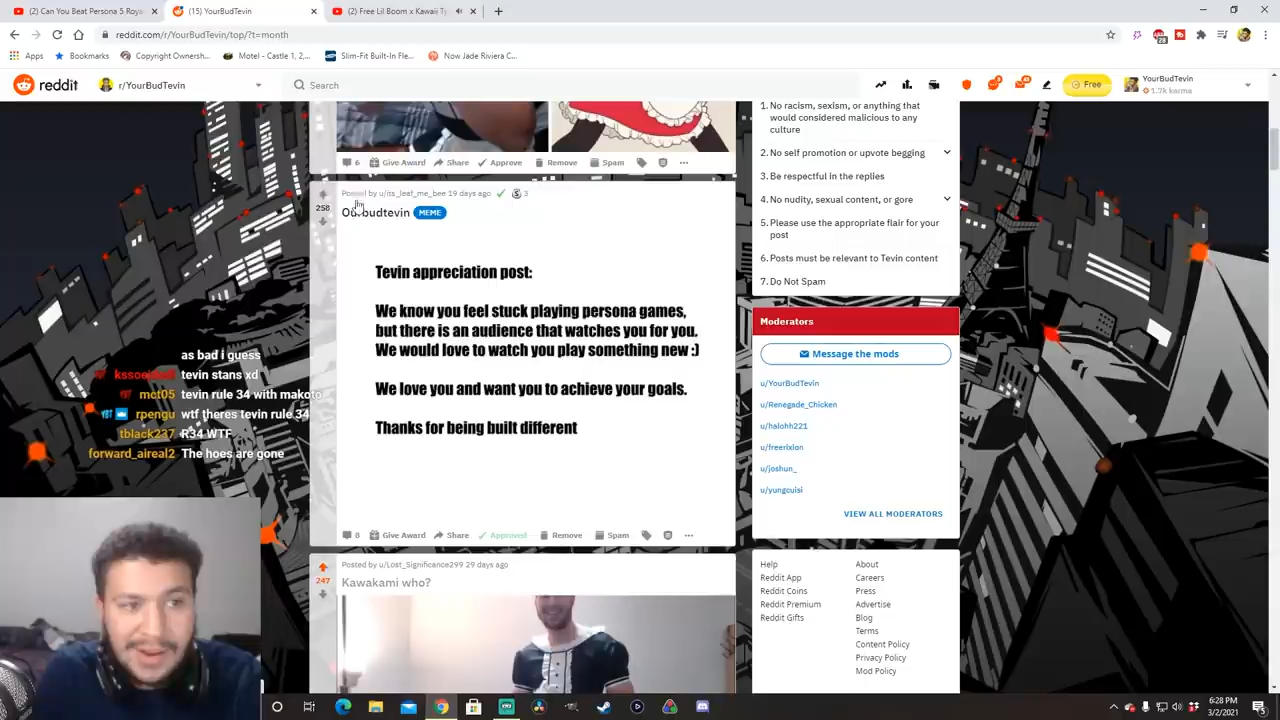 (2) Can You Beat Persona 5 Roya
(15) YourBudTevin
(2) Free Lil Boom x Kawaii Ty
reddit.com/r/YourBudTevin/top/?t=month
Apps
Bookmarks
Copyright Ownersh...
Motel - Castle 1, 2,...
Slim-Fit Built-In Fle...
Now Jade Riviera C...
reddit
r/YourBudTevin
Search
Free
YourBudTevin
1.7k karma
1. No racism, sexism, or anything that
would considered malicious to any
culture
2. No self promotion or upvote begging
3. Be respectful in the replies
4. No nudity, sexual content, or gore
5. Please use the appropriate flair for your
post
6. Posts must be relevant to Tevin content
7. Do Not Spam
6
Give Award
Share
Approve
Remove
Spam
258
Posted by u/its_leaf_me_bee 19 days ago
3
MEME
Tevin appreciation post:
We know you feel stuck playing persona games,
but there is an audience that watches you for you.
We would love to watch you play something new :)
We love you and want you to achieve your goals.
Thanks for being built different
8
Give Award
Share
Approved
Remove
Spam
247
Posted by u/Lost_Significance299 29 days ago
Kawakami who?
Moderators
Message the mods
u/YourBudTevin
u/Renegade_Chicken
u/halohh221
u/freerixion
u/joshun_
u/yungcuisi
VIEW ALL MODERATORS
Help
Reddit App
Reddit Coins
Reddit Premium
Reddit Gifts
About
Careers
Press
Advertise
Blog
Terms
Content Policy
Privacy Policy
Mod Policy
as bad i guess
tevin stans xd
mct05 tevin rule 34 with makoto
rpengu wtf theres tevin rule 34
tblack237 R34 WTF
forward_aireal2 The hoes are gone
6:28 PM
3/2/2021